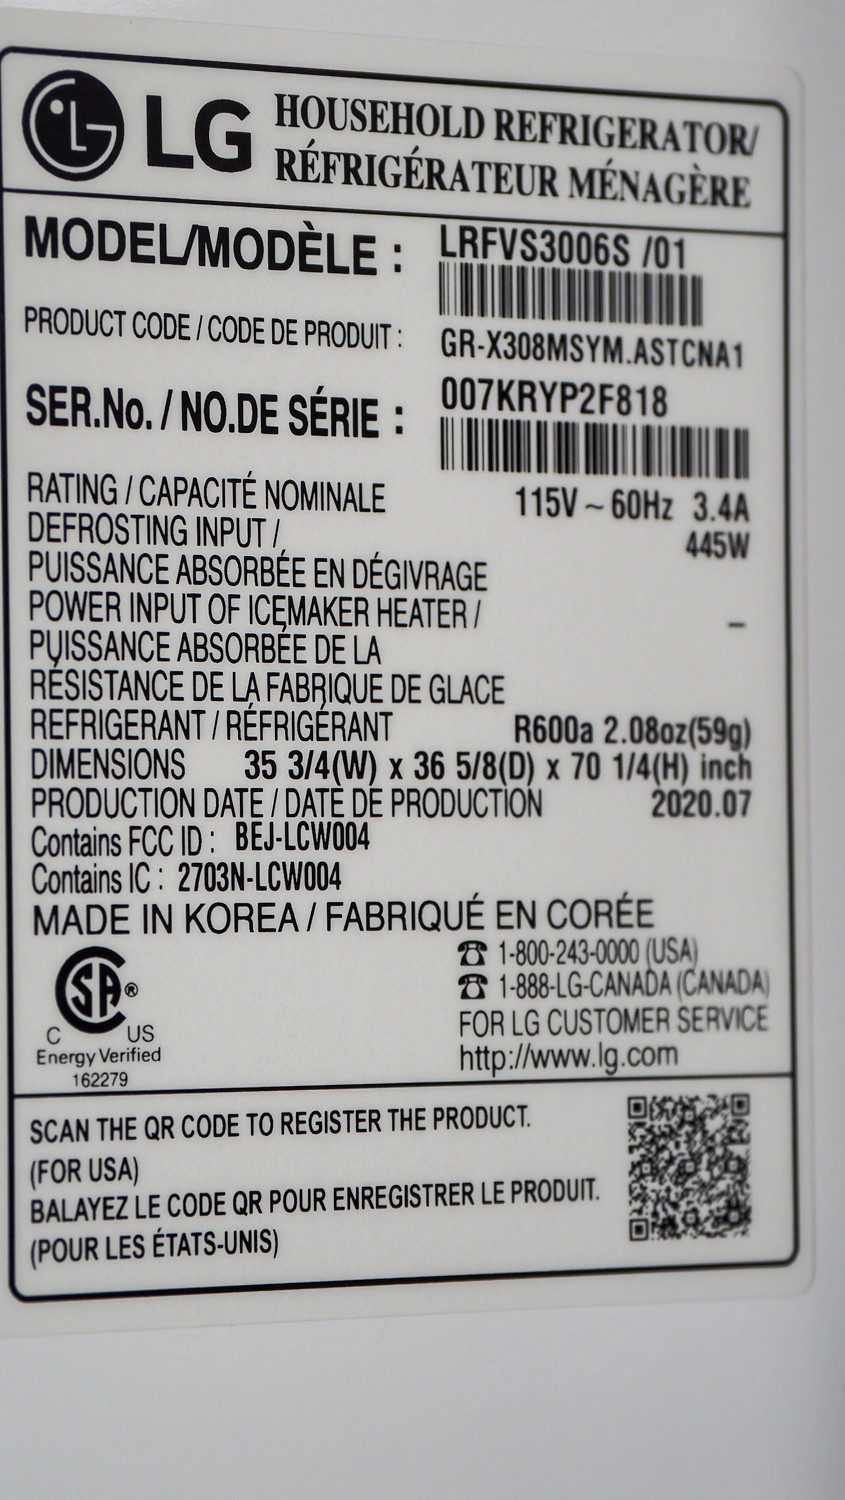 LG HOUSEHOLD REFRIGERATOR/
RÉFRIGÉRATEUR MÉNAGÈRE
MODEL/MODÈLE : LRFVS3006S /01
PRODUCT CODE / CODE DE PRODUIT : GR-X308MSYM.ASTCNA1
SER.No. / NO.DE SÉRIE : 007KRYP2F818
RATING / CAPACITÉ NOMINALE 115V ~ 60Hz 3.4A
DEFROSTING INPUT / 445W
PUISSANCE ABSORBÉE EN DÉGIVRAGE
POWER INPUT OF ICEMAKER HEATER / –
PUISSANCE ABSORBÉE DE LA
RÉSISTANCE DE LA FABRIQUE DE GLACE
REFRIGERANT / RÉFRIGÉRANT R600a 2.08oz(59g)
DIMENSIONS 35 3/4(W) x 36 5/8(D) x 70 1/4(H) inch
PRODUCTION DATE / DATE DE PRODUCTION 2020.07
Contains FCC ID : BEJ-LCW004
Contains IC : 2703N-LCW004
MADE IN KOREA / FABRIQUÉ EN CORÉE
SA®
C US
Energy Verified
162279
☎ 1-800-243-0000 (USA)
☎ 1-888-LG-CANADA (CANADA)
FOR LG CUSTOMER SERVICE
http://www.lg.com
SCAN THE QR CODE TO REGISTER THE PRODUCT.
(FOR USA)
BALAYEZ LE CODE QR POUR ENREGISTRER LE PRODUIT.
(POUR LES ÉTATS-UNIS)